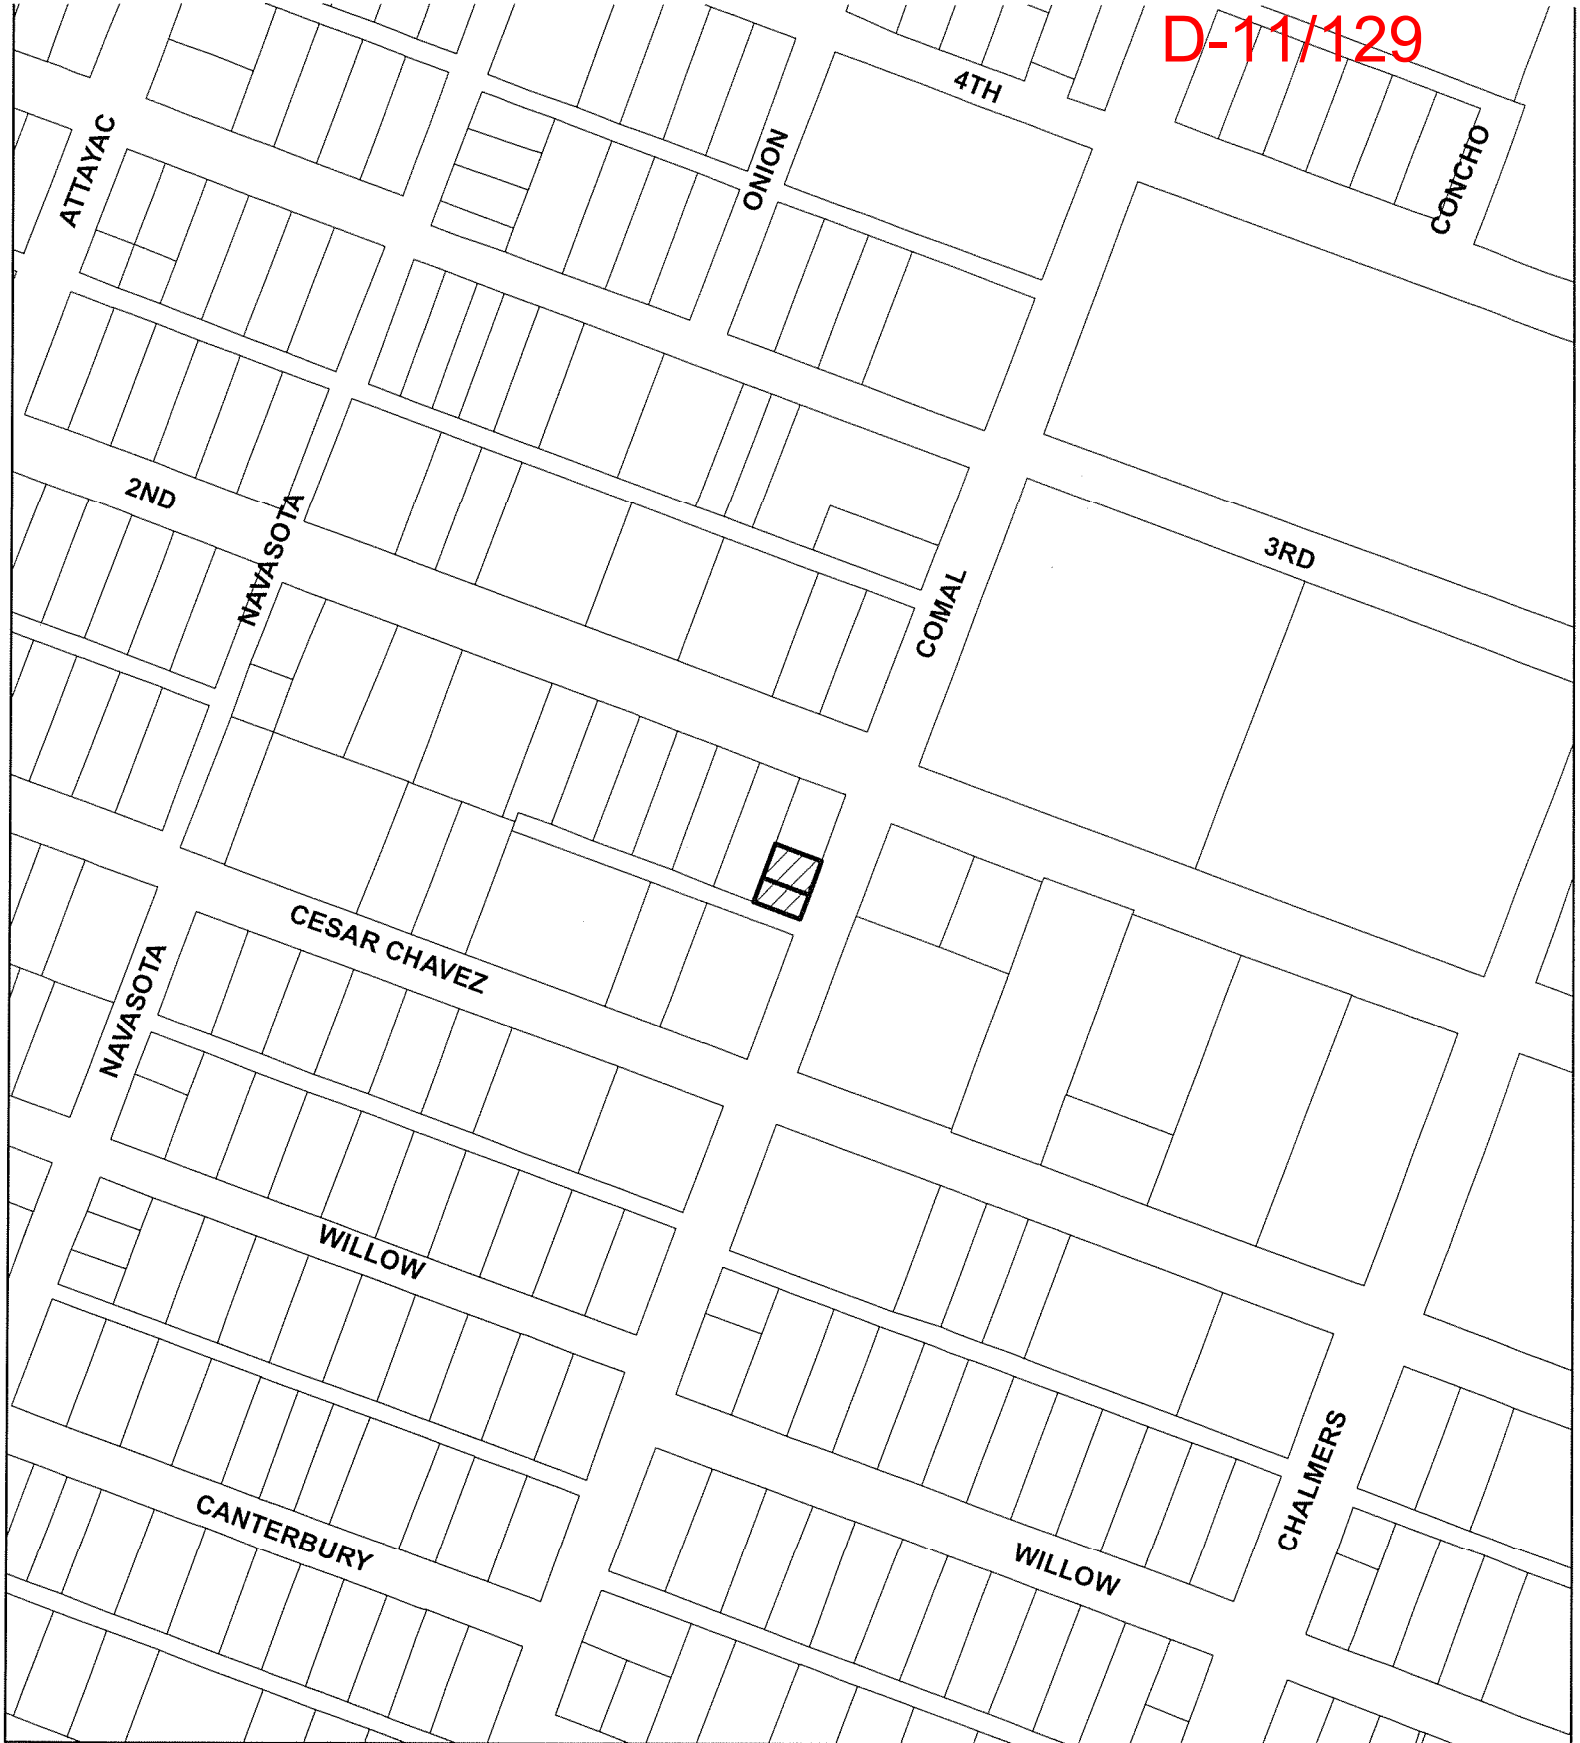 D-11/129
4TH
ATTAYAC
ONION
CONCHO
2ND
NAVASOTA
3RD
COMAL
CESAR CHAVEZ
NAVASOTA
WILLOW
CHALMERS
CANTERBURY
WILLOW